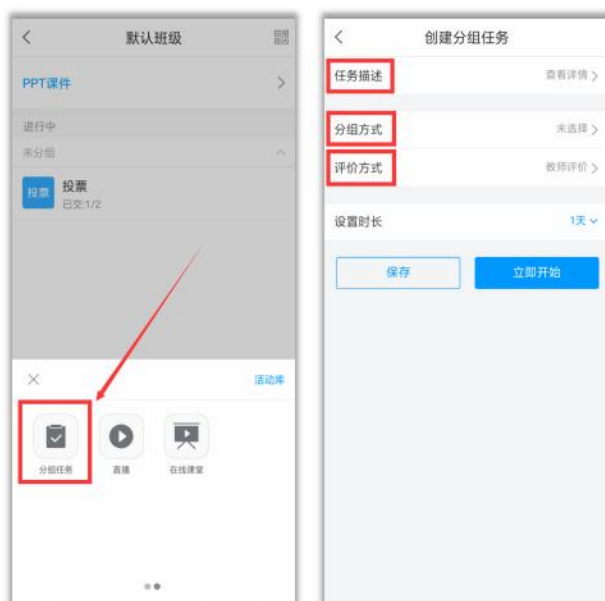 默认班级
PPT课件
进行中
未分组
投票
投票
已交:1/2
活动库
分组任务
直播
在线课堂
创建分组任务
任务描述
查看详情
分组方式
未选择
评价方式
教师评价
设置时长
1天
保存
立即开始